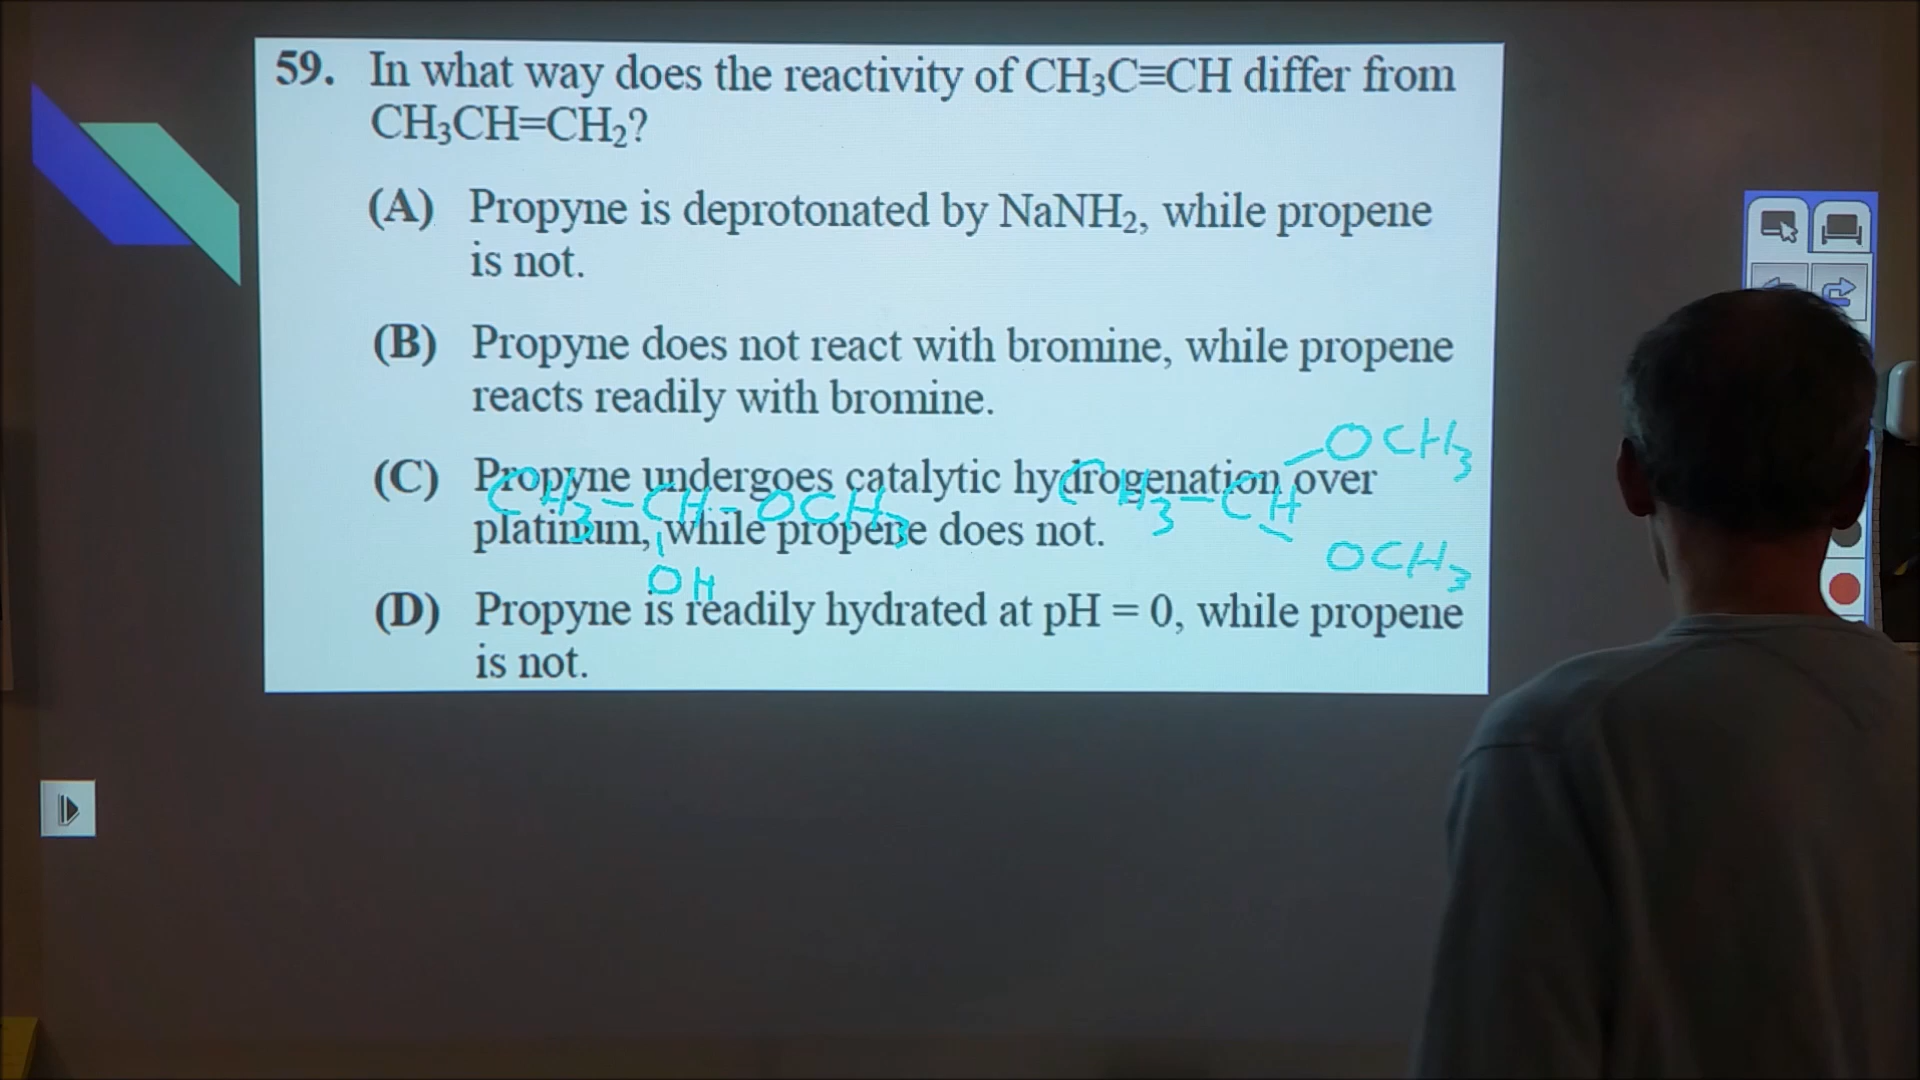 59. In what way does the reactivity of CH₃C≡CH differ from
CH₃CH=CH₂?
(A) Propyne is deprotonated by NaNH₂, while propene
is not.
(B) Propyne does not react with bromine, while propene
reacts readily with bromine.
(C) Propyne undergoes catalytic hydrogenation over
platinum, while propene does not.
CH₃-CH-OCH₃
OH
CH₃-CH
OCH₃
OCH₃
(D) Propyne is readily hydrated at pH = 0, while propene
is not.